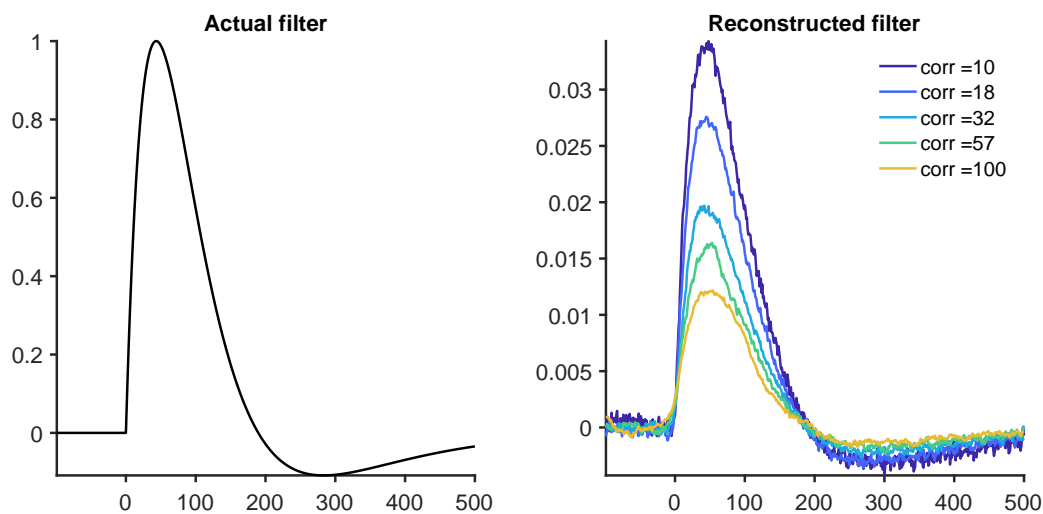 Actual filter
1
0.8
0.6
0.4
0.2
0
0 100 200 300 400 500
Reconstructed filter
0.03
0.025
0.02
0.015
0.01
0.005
0
0 100 200 300 400 500
corr =10
corr =18
corr =32
corr =57
corr =100